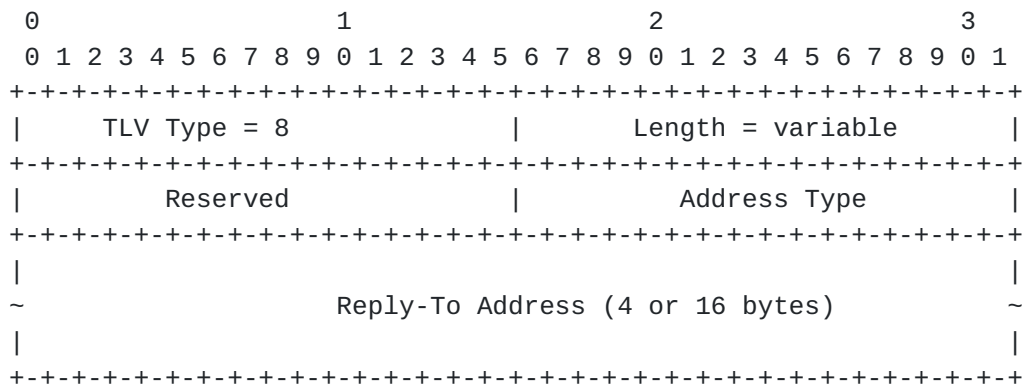 0                   1                   2                   3
 0 1 2 3 4 5 6 7 8 9 0 1 2 3 4 5 6 7 8 9 0 1 2 3 4 5 6 7 8 9 0 1
+-+-+-+-+-+-+-+-+-+-+-+-+-+-+-+-+-+-+-+-+-+-+-+-+-+-+-+-+-+-+-+-+
|     TLV Type = 8              |       Length = variable       |
+-+-+-+-+-+-+-+-+-+-+-+-+-+-+-+-+-+-+-+-+-+-+-+-+-+-+-+-+-+-+-+-+
|         Reserved              |          Address Type         |
+-+-+-+-+-+-+-+-+-+-+-+-+-+-+-+-+-+-+-+-+-+-+-+-+-+-+-+-+-+-+-+-+
|                                                               |
~                    Reply-To Address (4 or 16 bytes)           ~
|                                                               |
+-+-+-+-+-+-+-+-+-+-+-+-+-+-+-+-+-+-+-+-+-+-+-+-+-+-+-+-+-+-+-+-+